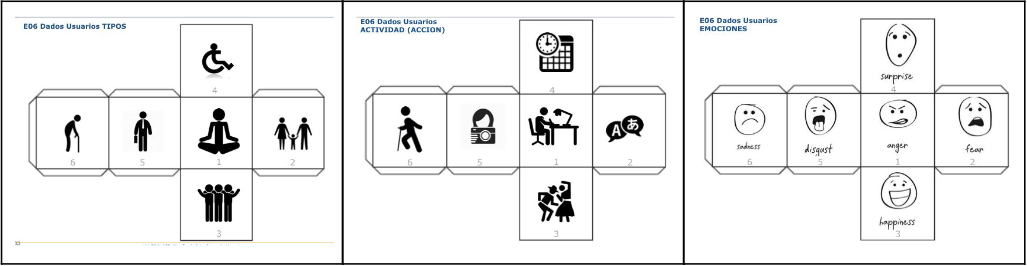 E06 Dados Usuarios TIPOS
4
6
5
1
2
3
E06 Dados Usuarios
ACTIVIDAD (ACCION)
4
A あ
6
5
1
2
3
E06 Dados Usuarios
EMOCIONES
surprise
4
sadness
disgust
anger
fear
6
5
1
2
happiness
3